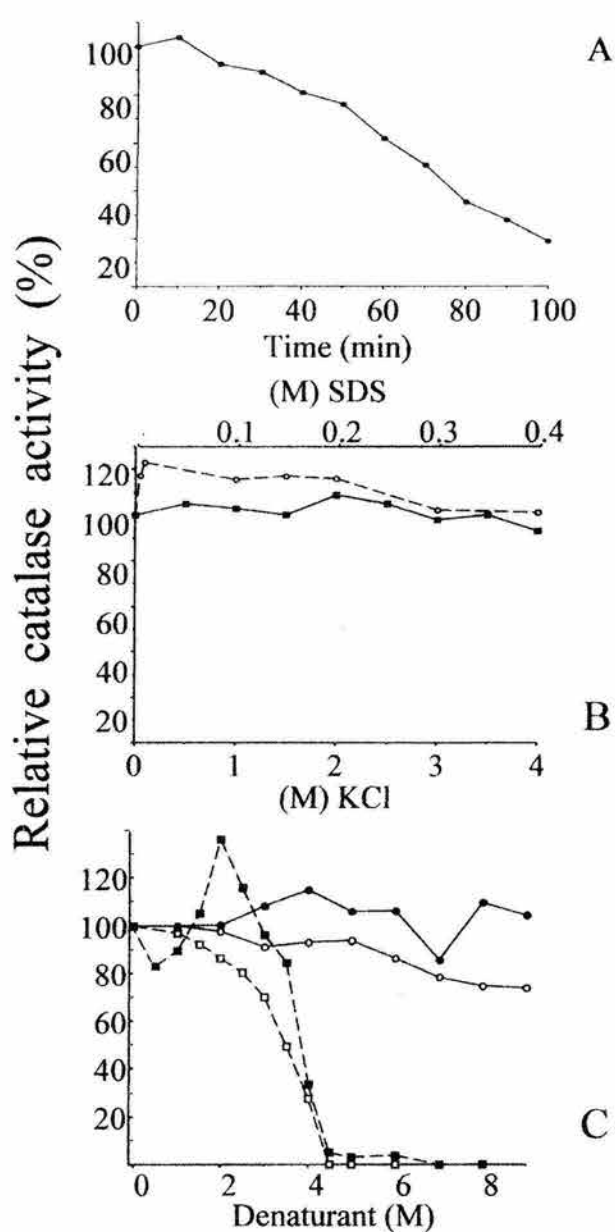 Relative catalase activity (%)
A
100
80
60
40
20
0 20 40 60 80 100
Time (min)
(M) SDS
0.1 0.2 0.3 0.4
120
100
80
60
40
20
B
0 1 2 3 4
(M) KCl
120
100
80
60
40
20
C
0 2 4 6 8
Denaturant (M)